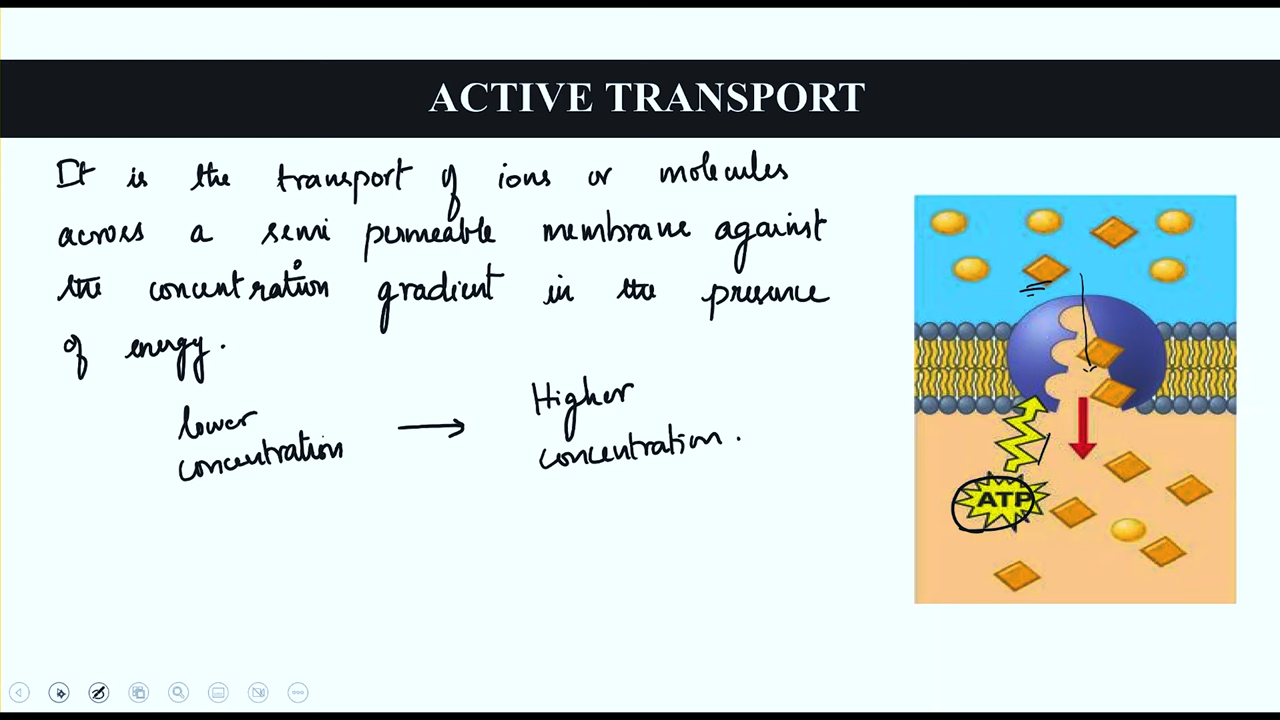 ACTIVE TRANSPORT
It is the transport of ions or molecules
across a semi permeable membrane against
the concentration gradient in the presence
of energy.
lower
concentration → Higher
concentration.
ATP